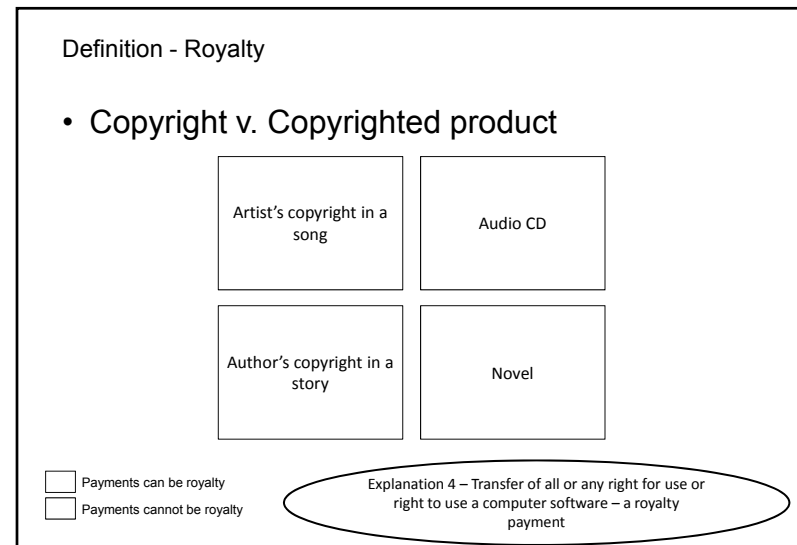 Definition - Royalty
• Copyright v. Copyrighted product
Artist’s copyright in a
song
Audio CD
Author’s copyright in a
story
Novel
Payments can be royalty
Payments cannot be royalty
Explanation 4 – Transfer of all or any right for use or
right to use a computer software – a royalty
payment